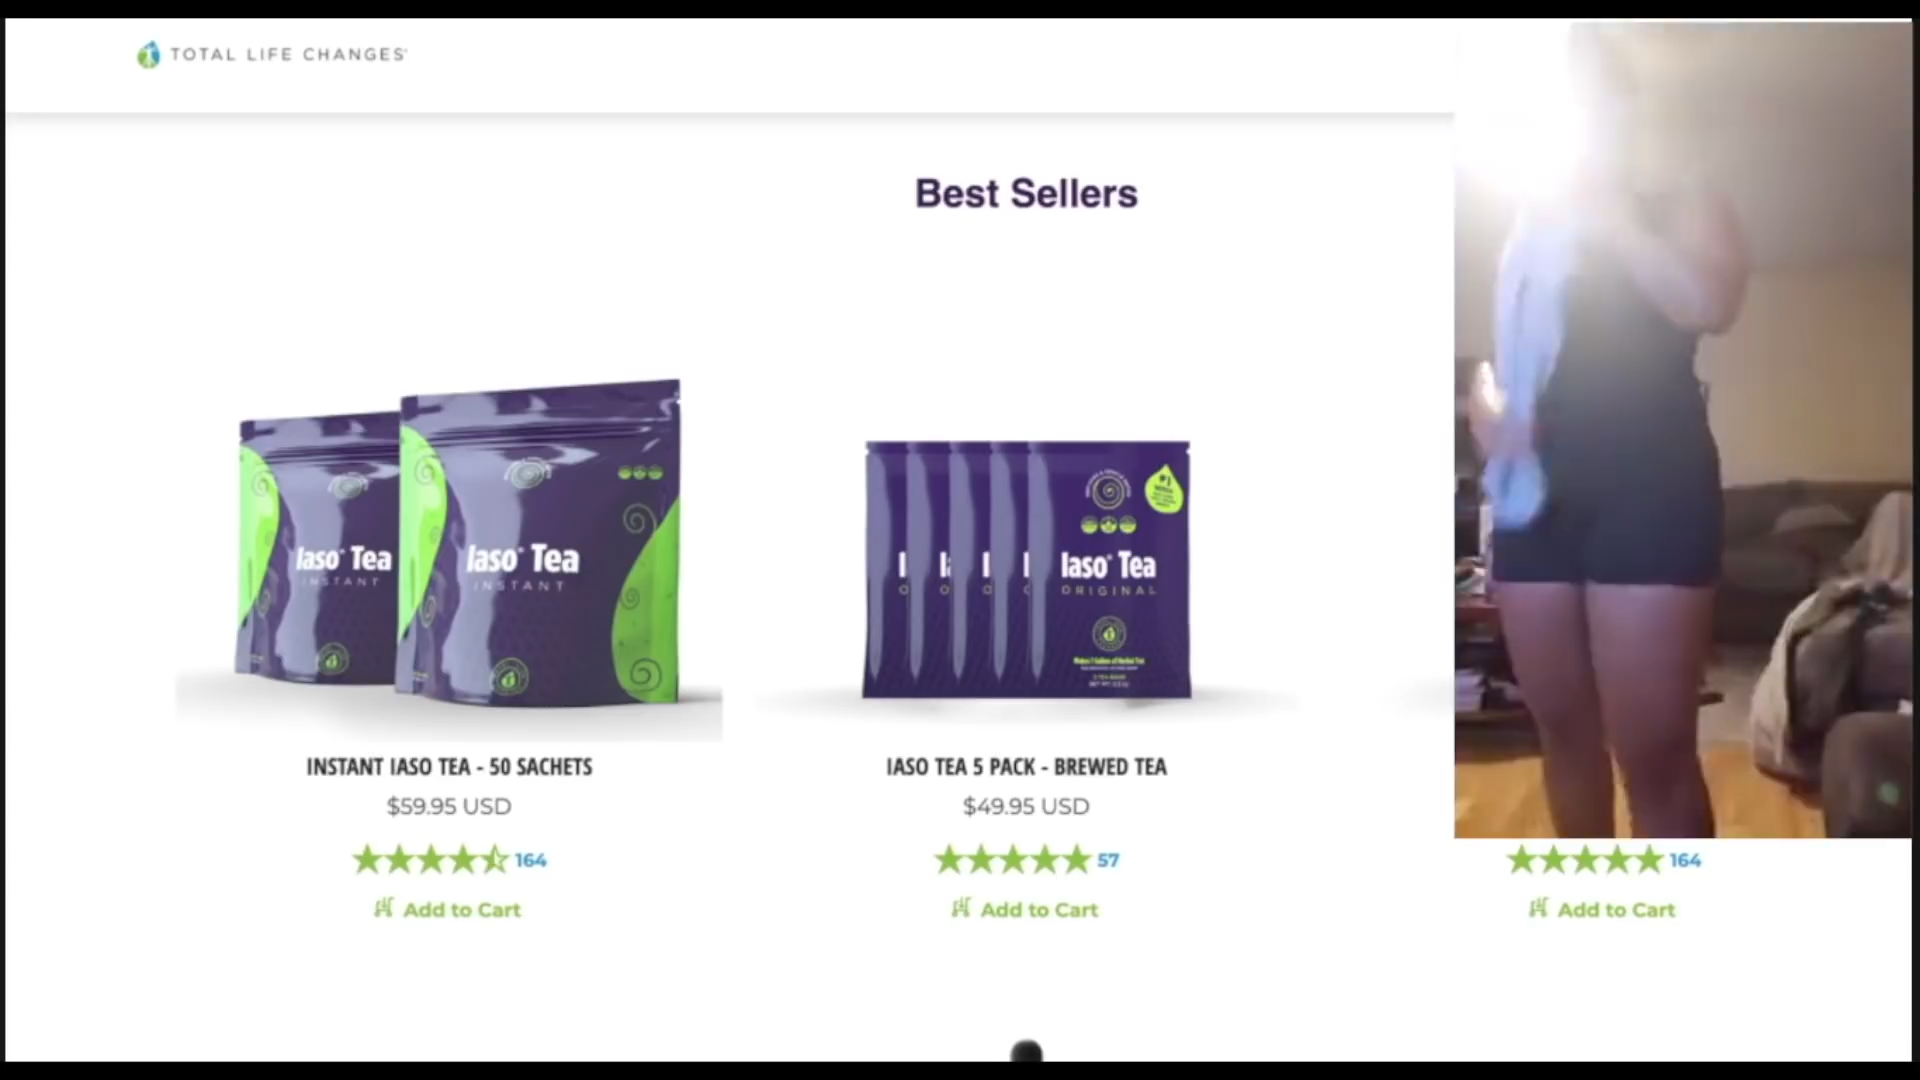 TOTAL LIFE CHANGES
Best Sellers
Iaso® Tea
INSTANT
Iaso® Tea
INSTANT
Iaso® Tea
ORIGINAL
#1
INSTANT IASO TEA - 50 SACHETS
$59.95 USD
164
Add to Cart
IASO TEA 5 PACK - BREWED TEA
$49.95 USD
57
Add to Cart
164
Add to Cart